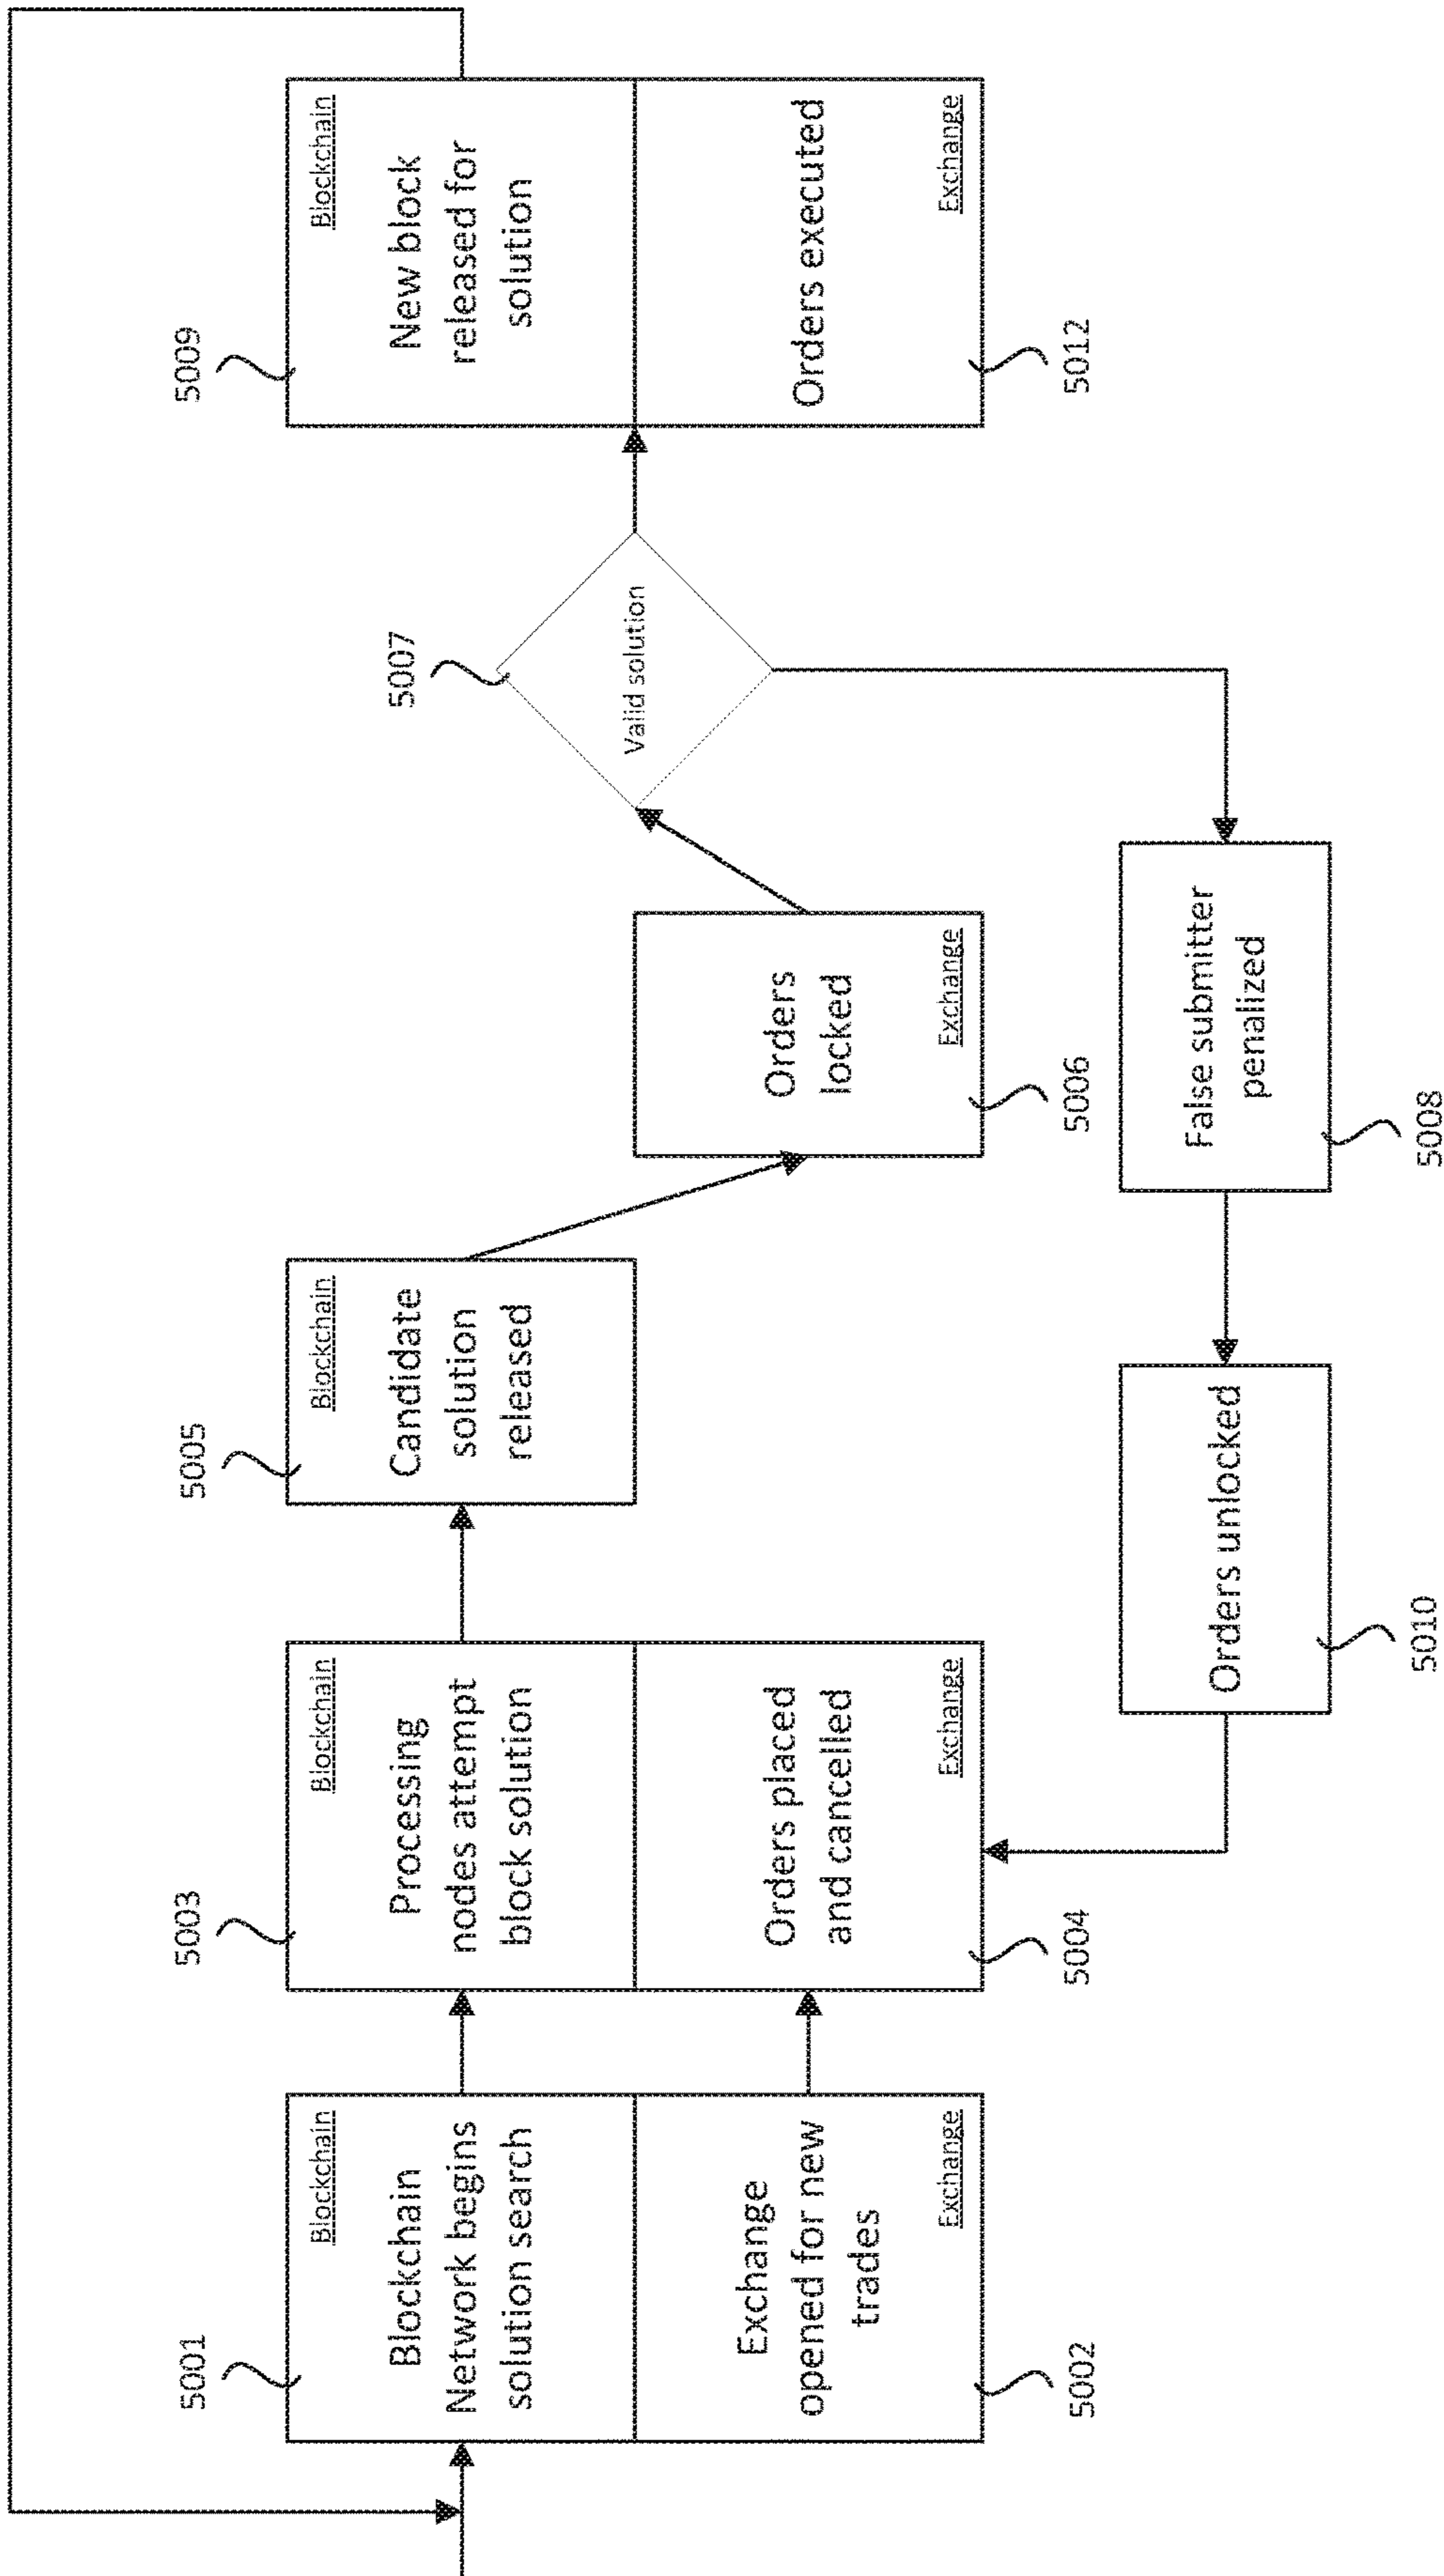 5001
Blockchain
Blockchain
Network begins
solution search
Exchange
opened for new
trades
Exchange
5002
5003
Blockchain
Processing
nodes attempt
block solution
Orders placed
and cancelled
Exchange
5004
5005
Blockchain
Candidate
solution
released
Orders
locked
Exchange
5006
5007
Valid solution
5009
Blockchain
New block
released for
solution
Orders executed
Exchange
5012
False submitter
penalized
5008
Orders unlocked
5010